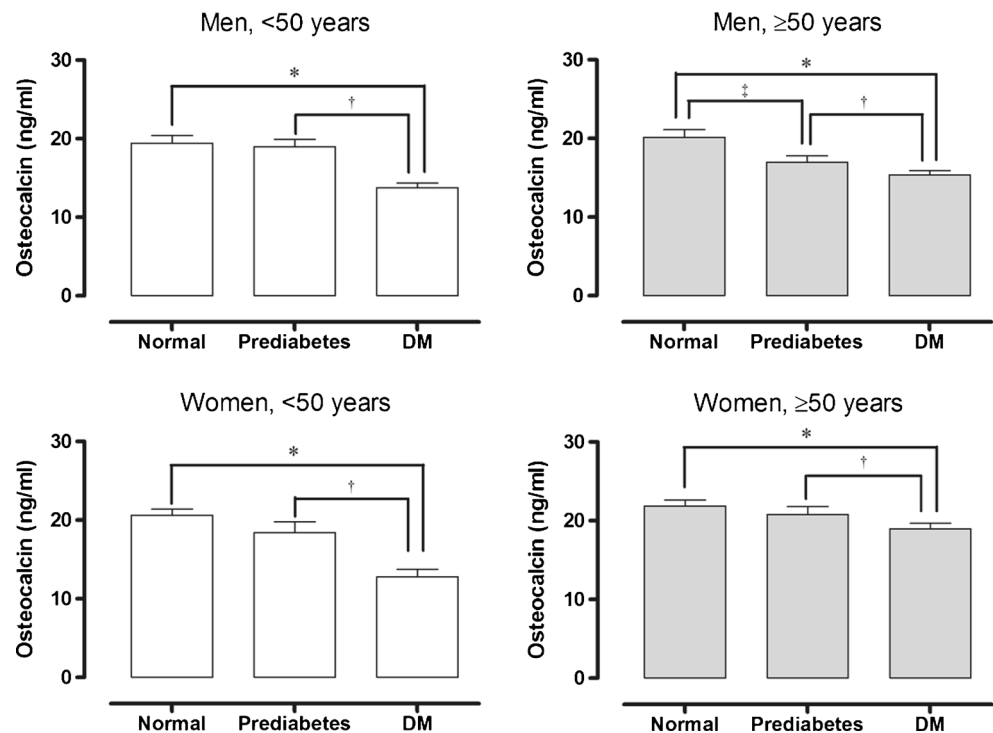 Men, <50 years
Osteocalcin (ng/ml)
30
20
10
0
*
†
Normal Prediabetes DM
Men, ≥50 years
Osteocalcin (ng/ml)
30
20
10
0
*
‡
†
Normal Prediabetes DM
Women, <50 years
Osteocalcin (ng/ml)
30
20
10
0
*
†
Normal Prediabetes DM
Women, ≥50 years
Osteocalcin (ng/ml)
30
20
10
0
*
†
Normal Prediabetes DM